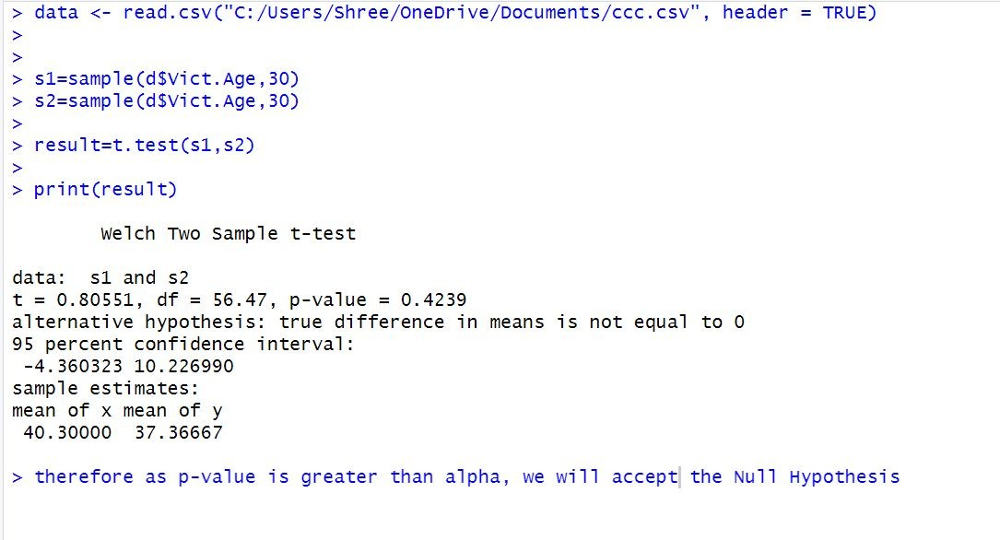 > data <- read.csv("C:/Users/Shree/OneDrive/Documents/ccc.csv", header = TRUE)
>
>
> s1=sample(d$Vict.Age,30)
> s2=sample(d$Vict.Age,30)
>
> result=t.test(s1,s2)
>
> print(result)
Welch Two Sample t-test
data:  s1 and s2
t = 0.80551, df = 56.47, p-value = 0.4239
alternative hypothesis: true difference in means is not equal to 0
95 percent confidence interval:
 -4.360323 10.226990
sample estimates:
mean of x mean of y
 40.30000  37.36667
> therefore as p-value is greater than alpha, we will accept the Null Hypothesis